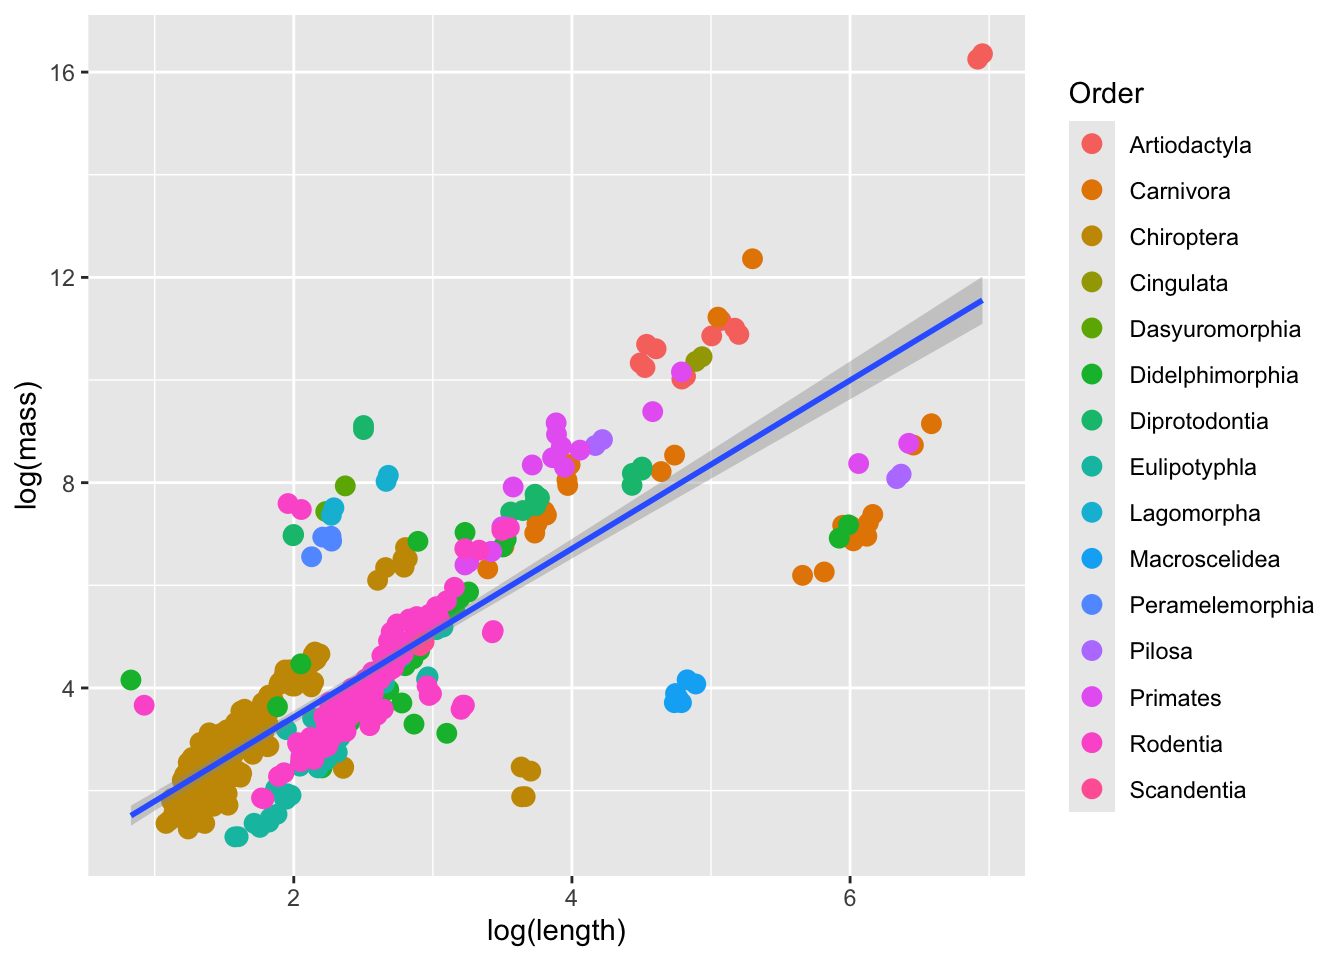 16
12
8
4
log(mass)
2
4
6
log(length)
Order
Artiodactyla
Carnivora
Chiroptera
Cingulata
Dasyuromorphia
Didelphimorphia
Diprotodontia
Eulipotyphla
Lagomorpha
Macroscelidea
Peramelemorphia
Pilosa
Primates
Rodentia
Scandentia